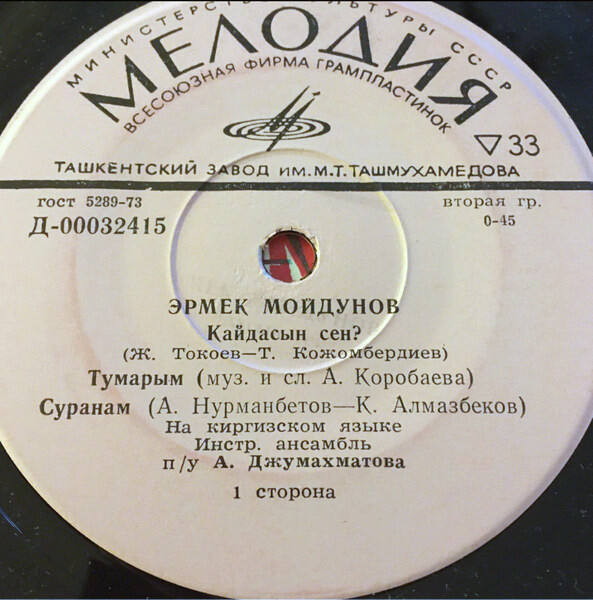 МИНИСТЕРСТВО КУЛЬТУРЫ СССР
МЕЛОДИЯ
ВСЕСОЮЗНАЯ ФИРМА ГРАМПЛАСТИНОК
▽ 33
ТАШКЕНТСКИЙ ЗАВОД ИМ. М.Т. ТАШМУХАМЕДОВА
гост 5289-73
вторая гр.
Д-00032415
0-45
ЭРМЕК МОЙДУНОВ
Кайдасын сен?
(Ж. Токоев—Т. Кожомбердиев)
Тумарым (муз. и сл. А. Коробаева)
Суранам (А. Нурманбетов—К. Алмазбеков)
На киргизском языке
Инстр. ансамбль
п/у А. Джумахматова
1 сторона